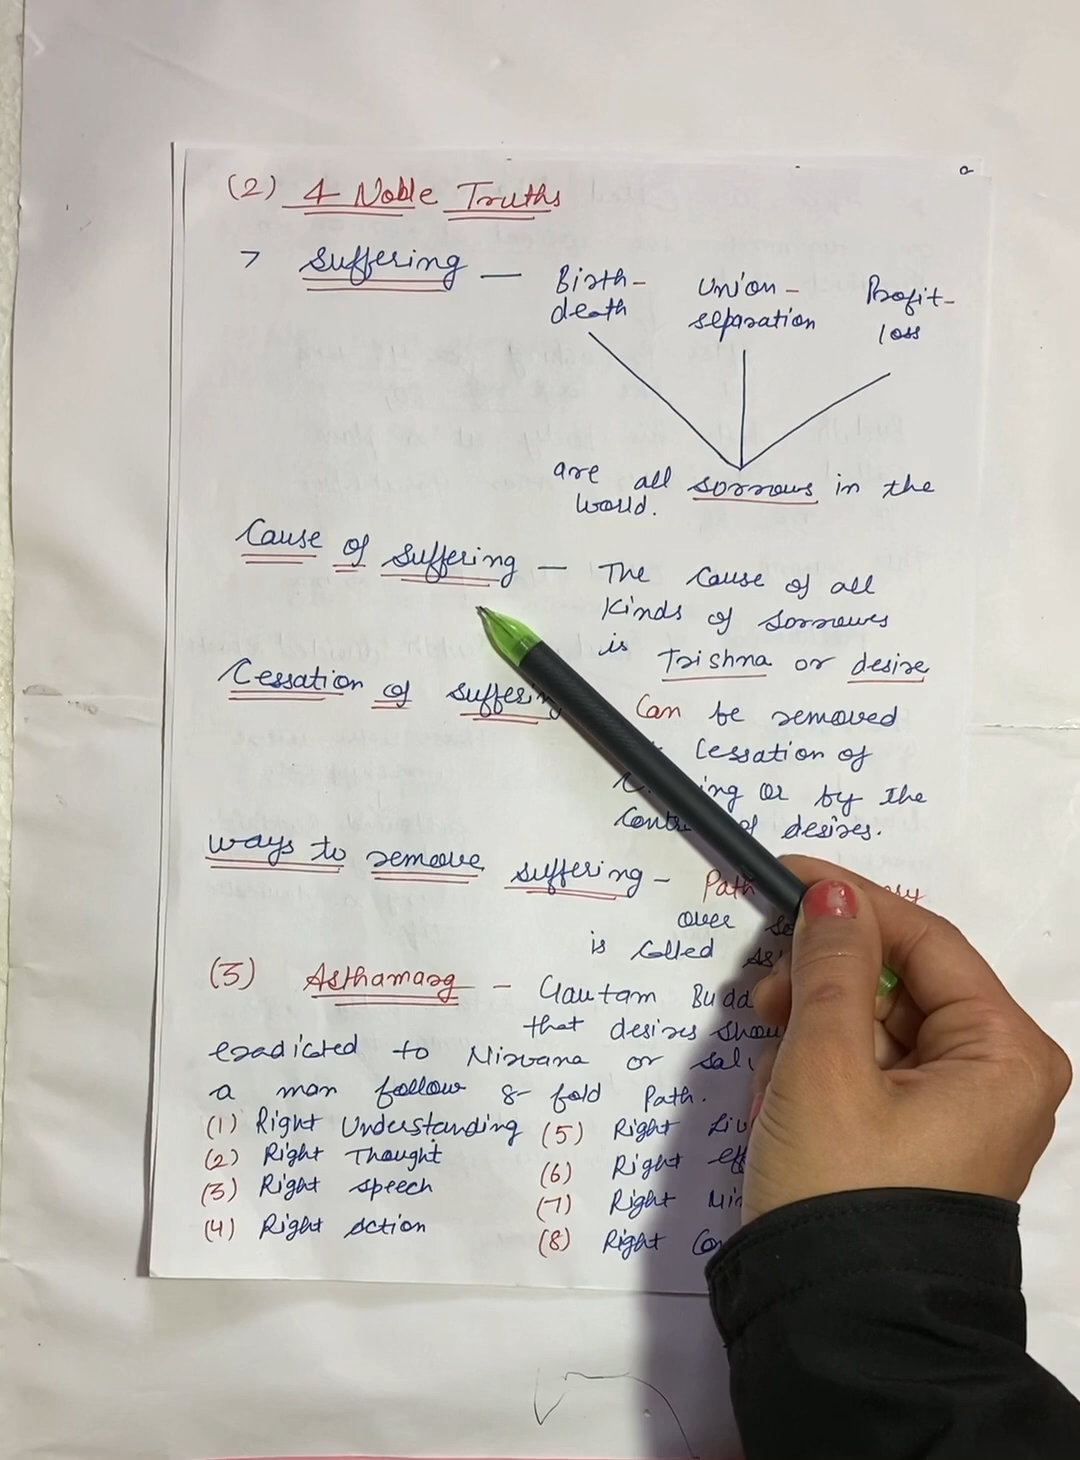 (2) 4 Noble Truths
> Suffering — Birth-death Union-separation Profit-loss
are all sorrows in the
world.
Cause of suffering — The cause of all
kinds of sorrows
is Trishna or desire
Cessation of suffering Can be removed
cessation of
or by the
of desires.
Ways to remove suffering — Path
over
is called
(3) Asthamarg — Gautam
that desires
eradicted to Nirvana or
a man follow 8-fold Path.
(1) Right Understanding (5) Right
(2) Right Thought (6) Right
(3) Right speech (7) Right
(4) Right Action (8) Right